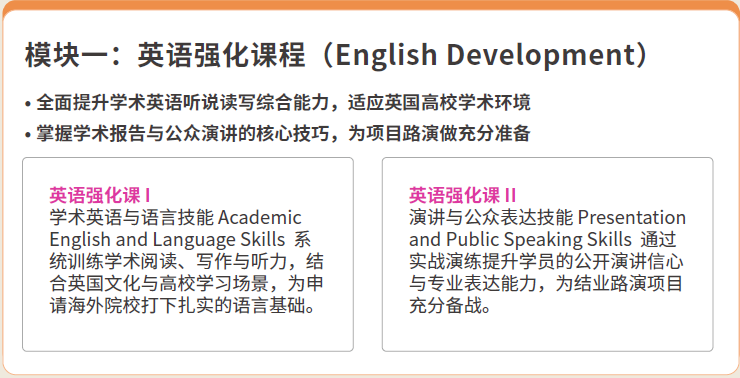 模块一：英语强化课程（English Development）
• 全面提升学术英语听说读写综合能力，适应英国高校学术环境
• 掌握学术报告与公众演讲的核心技巧，为项目路演做充分准备
英语强化课 I
学术英语与语言技能 Academic
English and Language Skills 系
统训练学术阅读、写作与听力，结
合英国文化与高校学习场景，为申
请海外院校打下扎实的语言基础。
英语强化课 II
演讲与公众表达技能 Presentation
and Public Speaking Skills 通过
实战演练提升学员的公开演讲信心
与专业表达能力，为结业路演项目
充分备战。